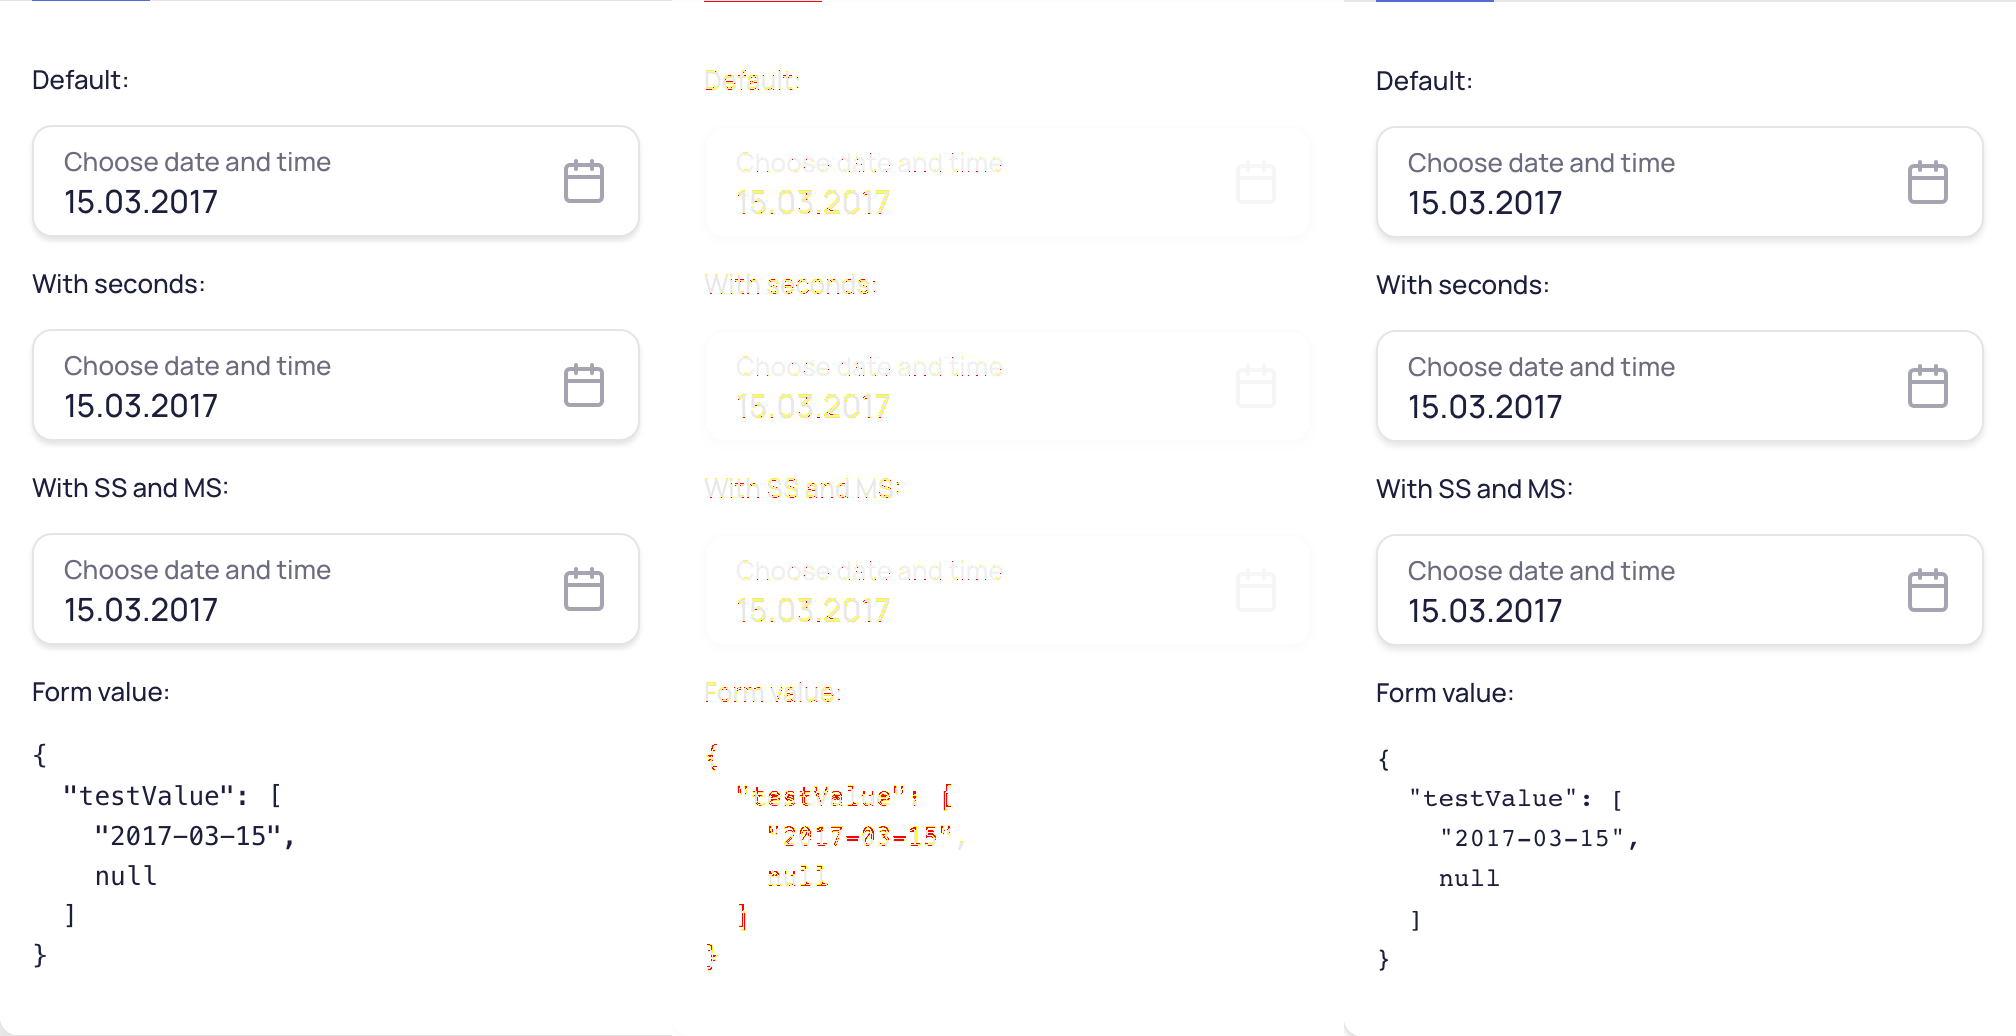 Default:
Choose date and time
15.03.2017
With seconds:
Choose date and time
15.03.2017
With SS and MS:
Choose date and time
15.03.2017
Form value:
{
"testValue": [
"2017-03-15",
null
]
}
Default:
Choose date and time
15.03.2017
With seconds:
Choose date and time
15.03.2017
With SS and MS:
Choose date and time
15.03.2017
Form value:
{
"testValue": [
"2017-03-15",
null
]
}
Default:
Choose date and time
15.03.2017
With seconds:
Choose date and time
15.03.2017
With SS and MS:
Choose date and time
15.03.2017
Form value:
{
"testValue": [
"2017-03-15",
null
]
}